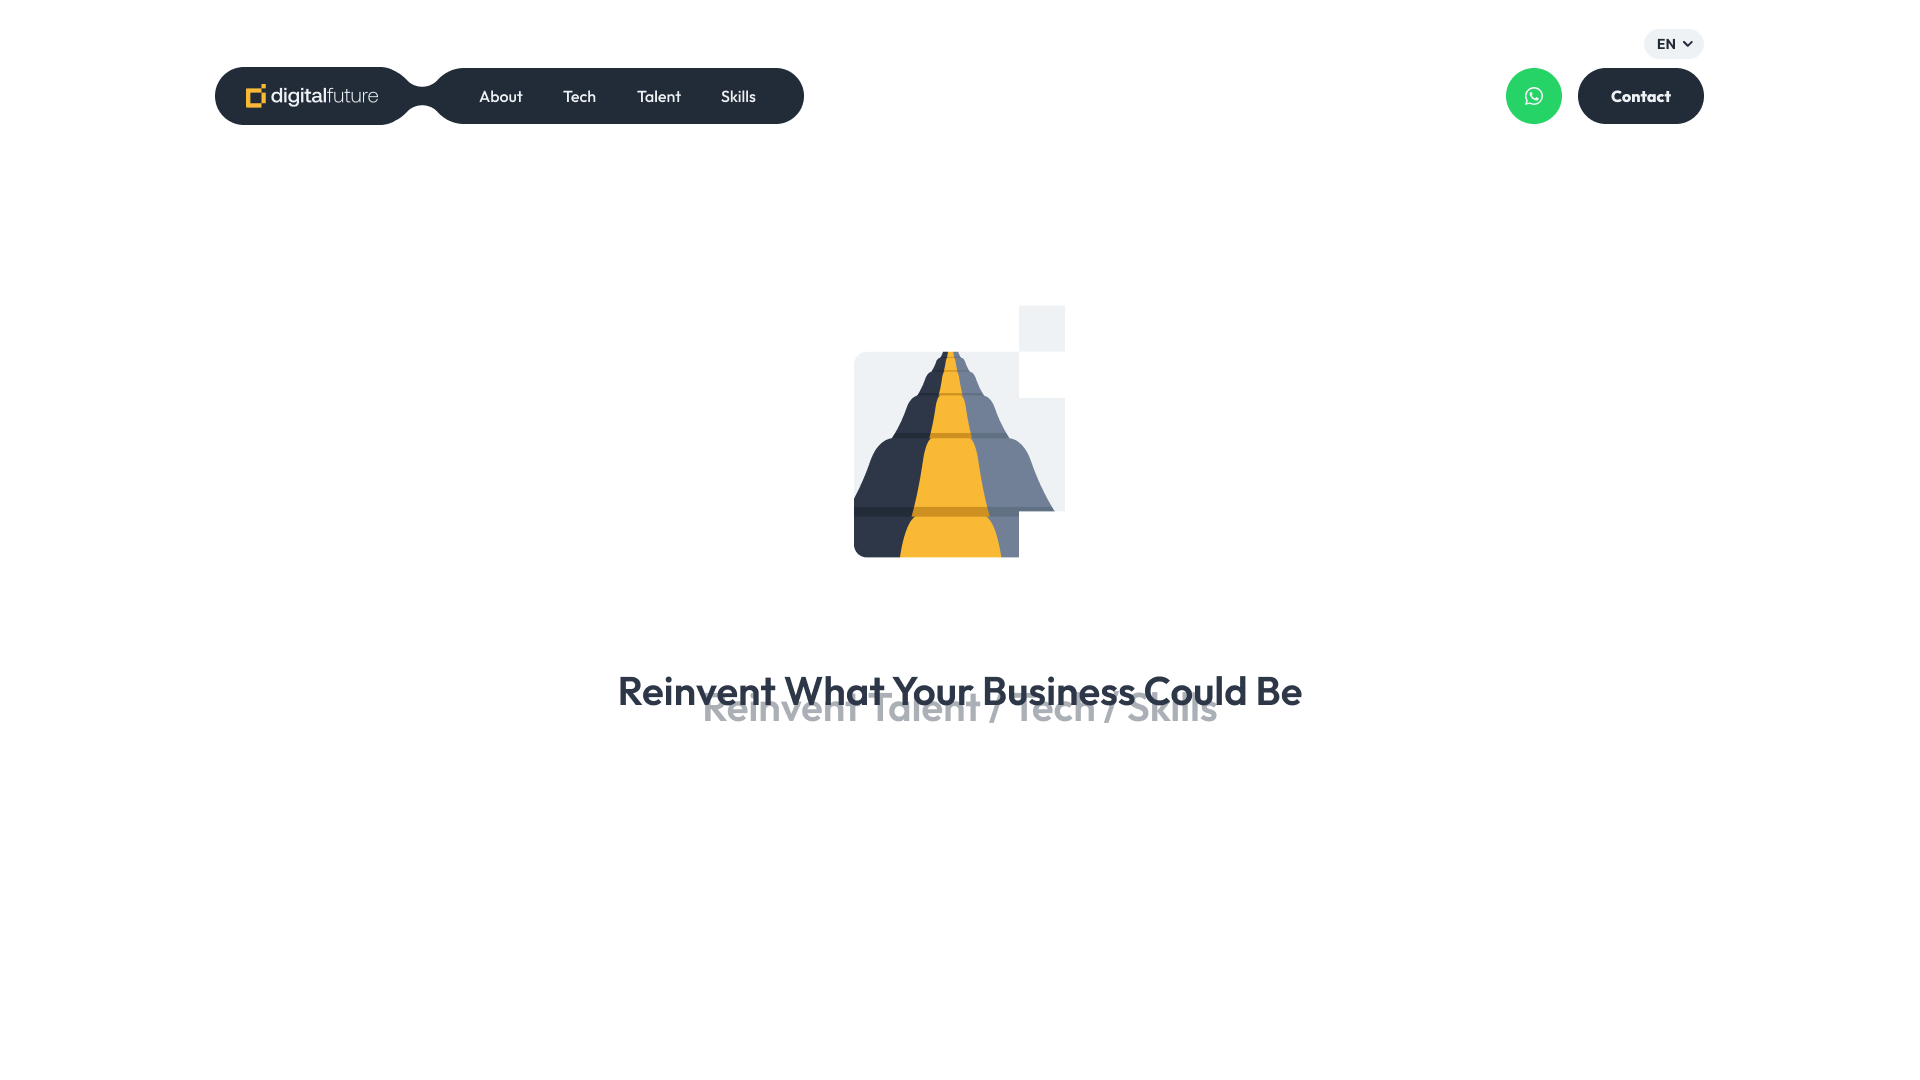 EN
digitalfuture
About
Tech
Talent
Skills
Contact
Reinvent What Your Business Could Be
Reinvent Talent / Tech / Skills